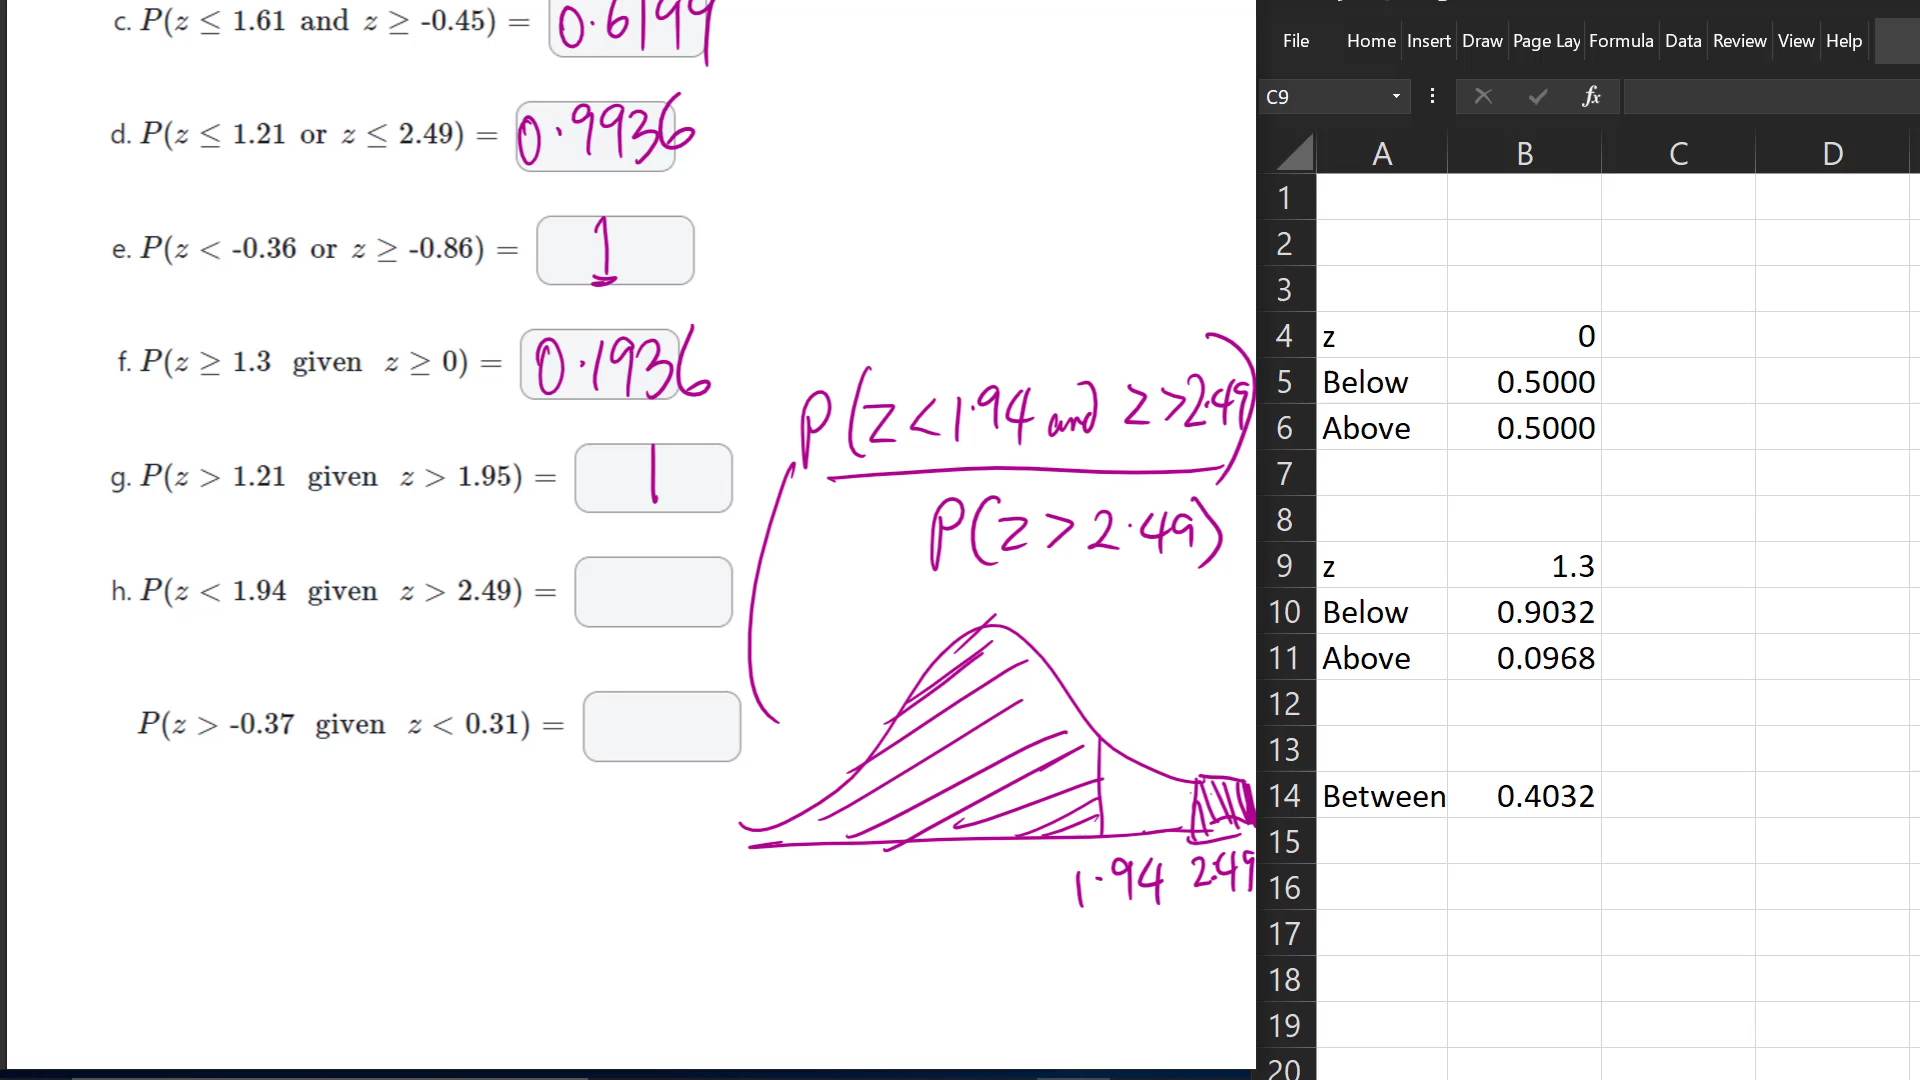 c. P(z ≤ 1.61 and z ≥ -0.45) = 0.6199
d. P(z ≤ 1.21 or z ≤ 2.49) = 0.9936
e. P(z < -0.36 or z ≥ -0.86) = 1
f. P(z ≥ 1.3 given z ≥ 0) = 0.1936
g. P(z > 1.21 given z > 1.95) = 1
h. P(z < 1.94 given z > 2.49) =
P(z > -0.37 given z < 0.31) =
P(z < 1.94 and z > 2.49)
P(z > 2.49)
1.94 2.49
File Home Insert Draw Page Lay Formula Data Review View Help
C9 fx
A B C D
1
2
3
4 z 0
5 Below 0.5000
6 Above 0.5000
7
8
9 z 1.3
10 Below 0.9032
11 Above 0.0968
12
13
14 Between 0.4032
15
16
17
18
19
20